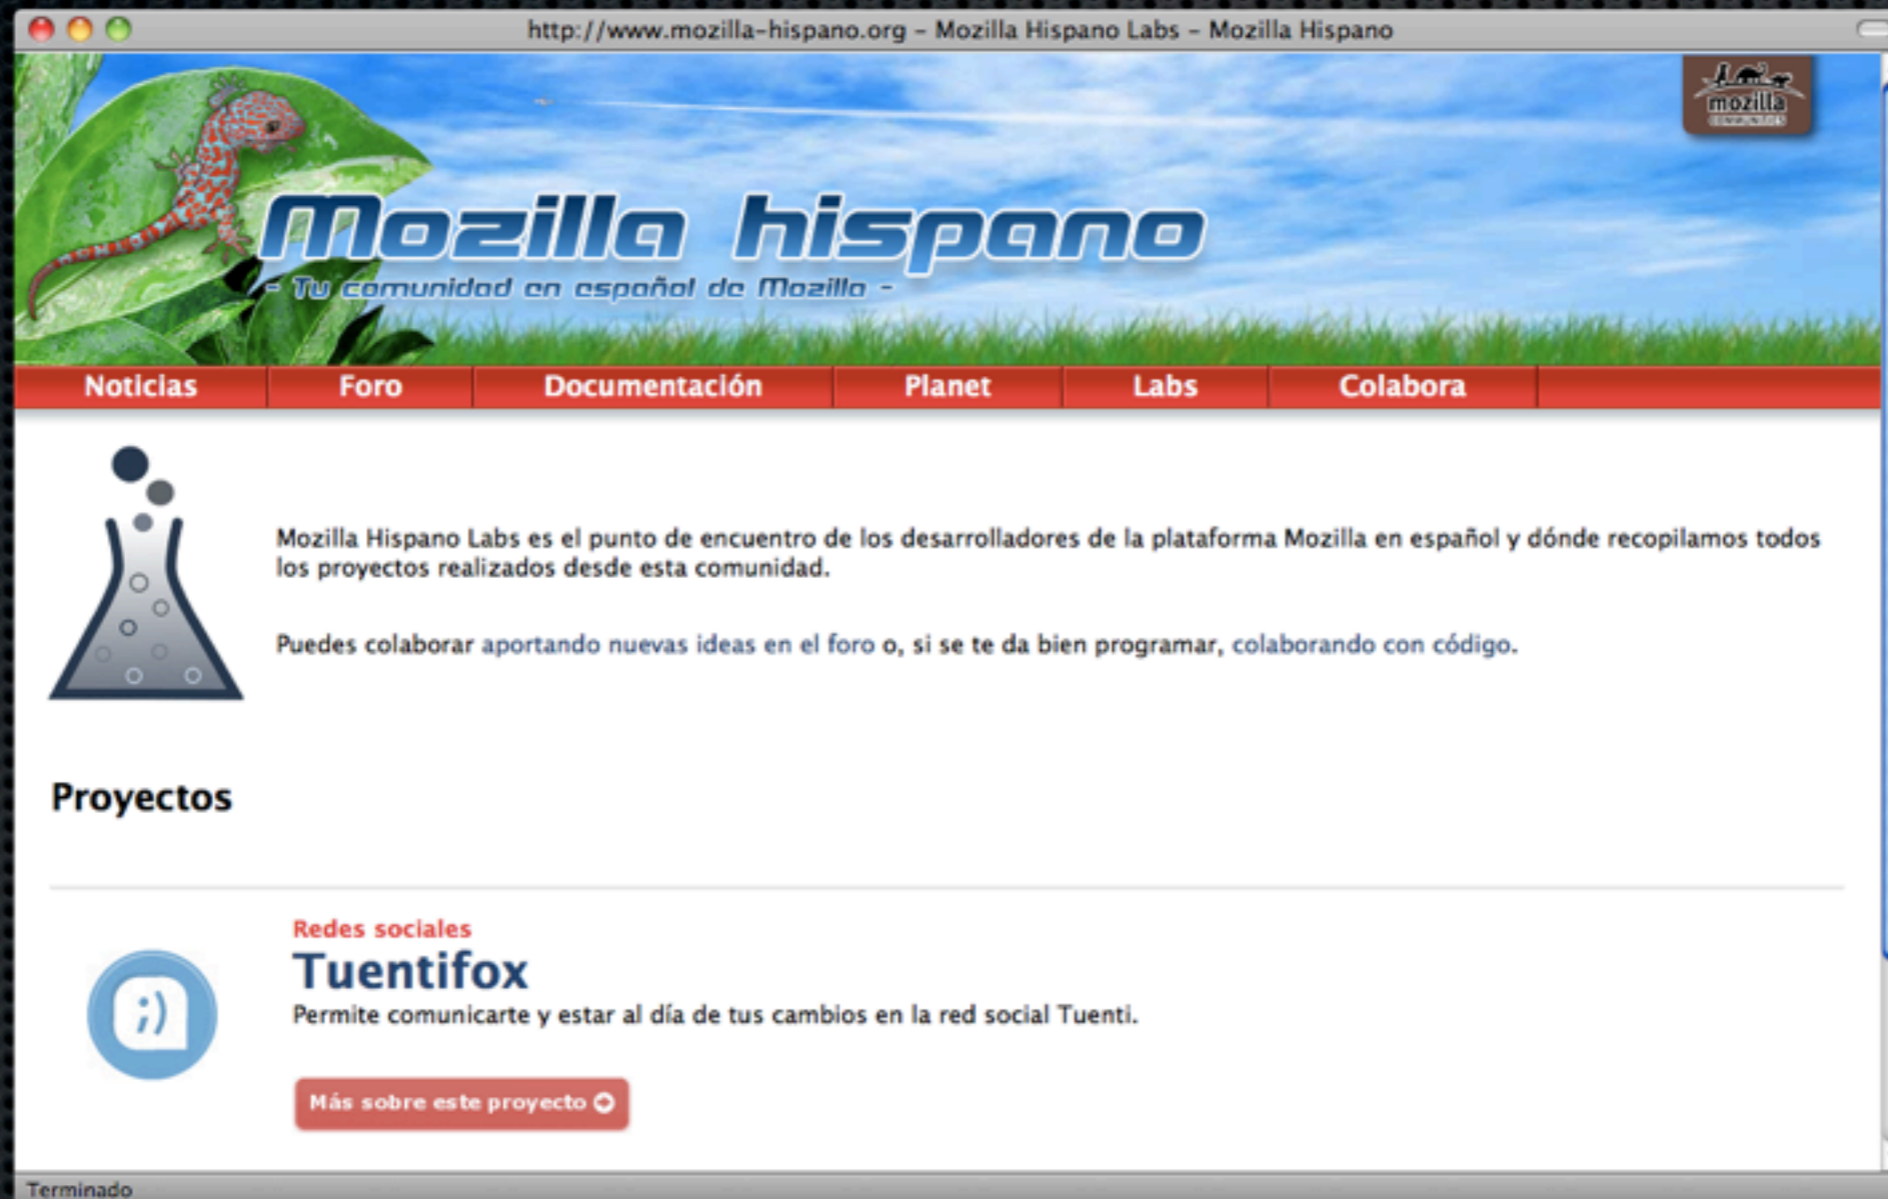 http://www.mozilla-hispano.org – Mozilla Hispano Labs – Mozilla Hispano
mozilla
COMMUNITIES
Mozilla hispano
- Tu comunidad en español de Mozilla -
Noticias Foro Documentación Planet Labs Colabora
Mozilla Hispano Labs es el punto de encuentro de los desarrolladores de la plataforma Mozilla en español y dónde recopilamos todos
los proyectos realizados desde esta comunidad.
Puedes colaborar aportando nuevas ideas en el foro o, si se te da bien programar, colaborando con código.
Proyectos
Redes sociales
Tuentifox
;)
Permite comunicarte y estar al día de tus cambios en la red social Tuenti.
Más sobre este proyecto
Terminado